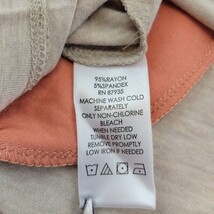 95%RAYON
5%SPANDEX
RN 87935
MACHINE WASH COLD
SEPARATELY
ONLY NON-CHLORINE
BLEACH
WHEN NEEDED
TUMBLE DRY LOW
REMOVE PROMPTLY
LOW IRON IF NEEDED